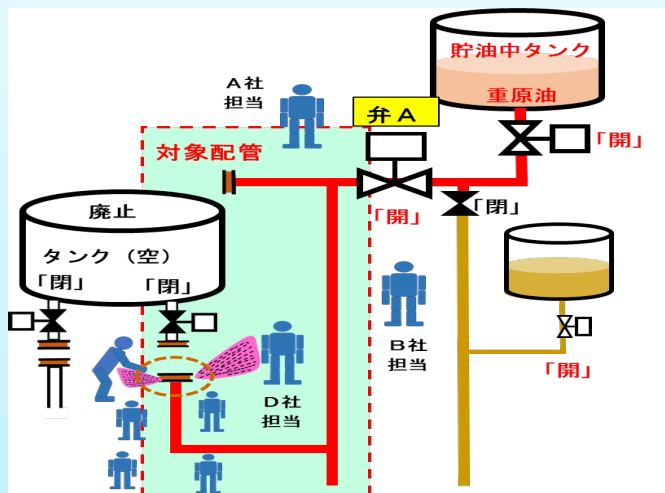 貯油中タンク
重原油
「開」
A社
担当
弁A
対象配管
「開」
「閉」
廃止
タンク（空）
「閉」
「閉」
B社
担当
「開」
D社
担当